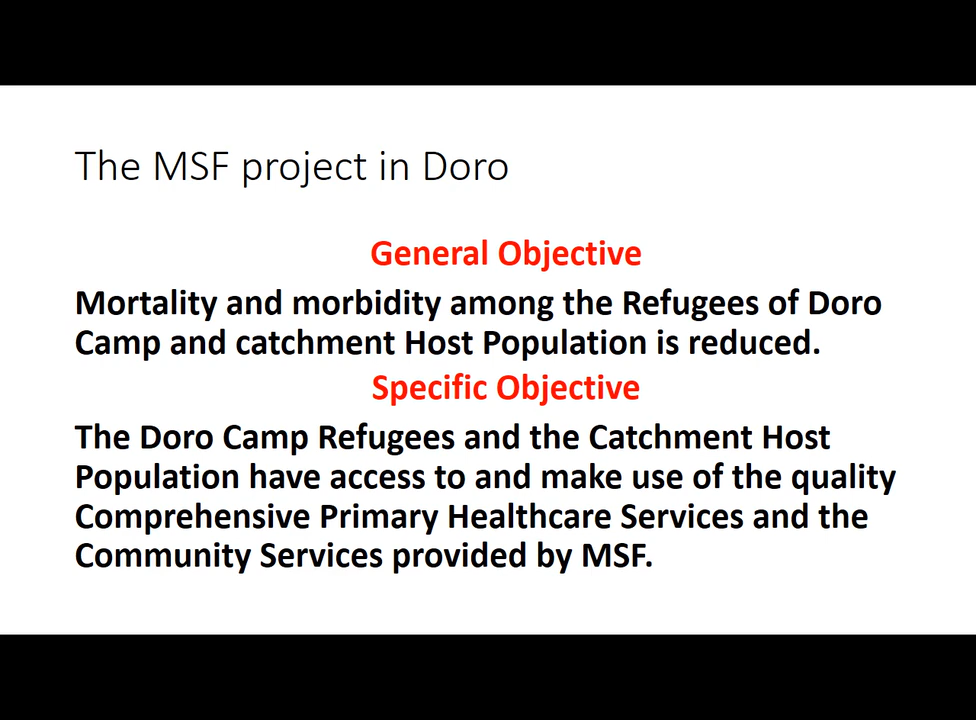 The MSF project in Doro
General Objective
Mortality and morbidity among the Refugees of Doro
Camp and catchment Host Population is reduced.
Specific Objective
The Doro Camp Refugees and the Catchment Host
Population have access to and make use of the quality
Comprehensive Primary Healthcare Services and the
Community Services provided by MSF.